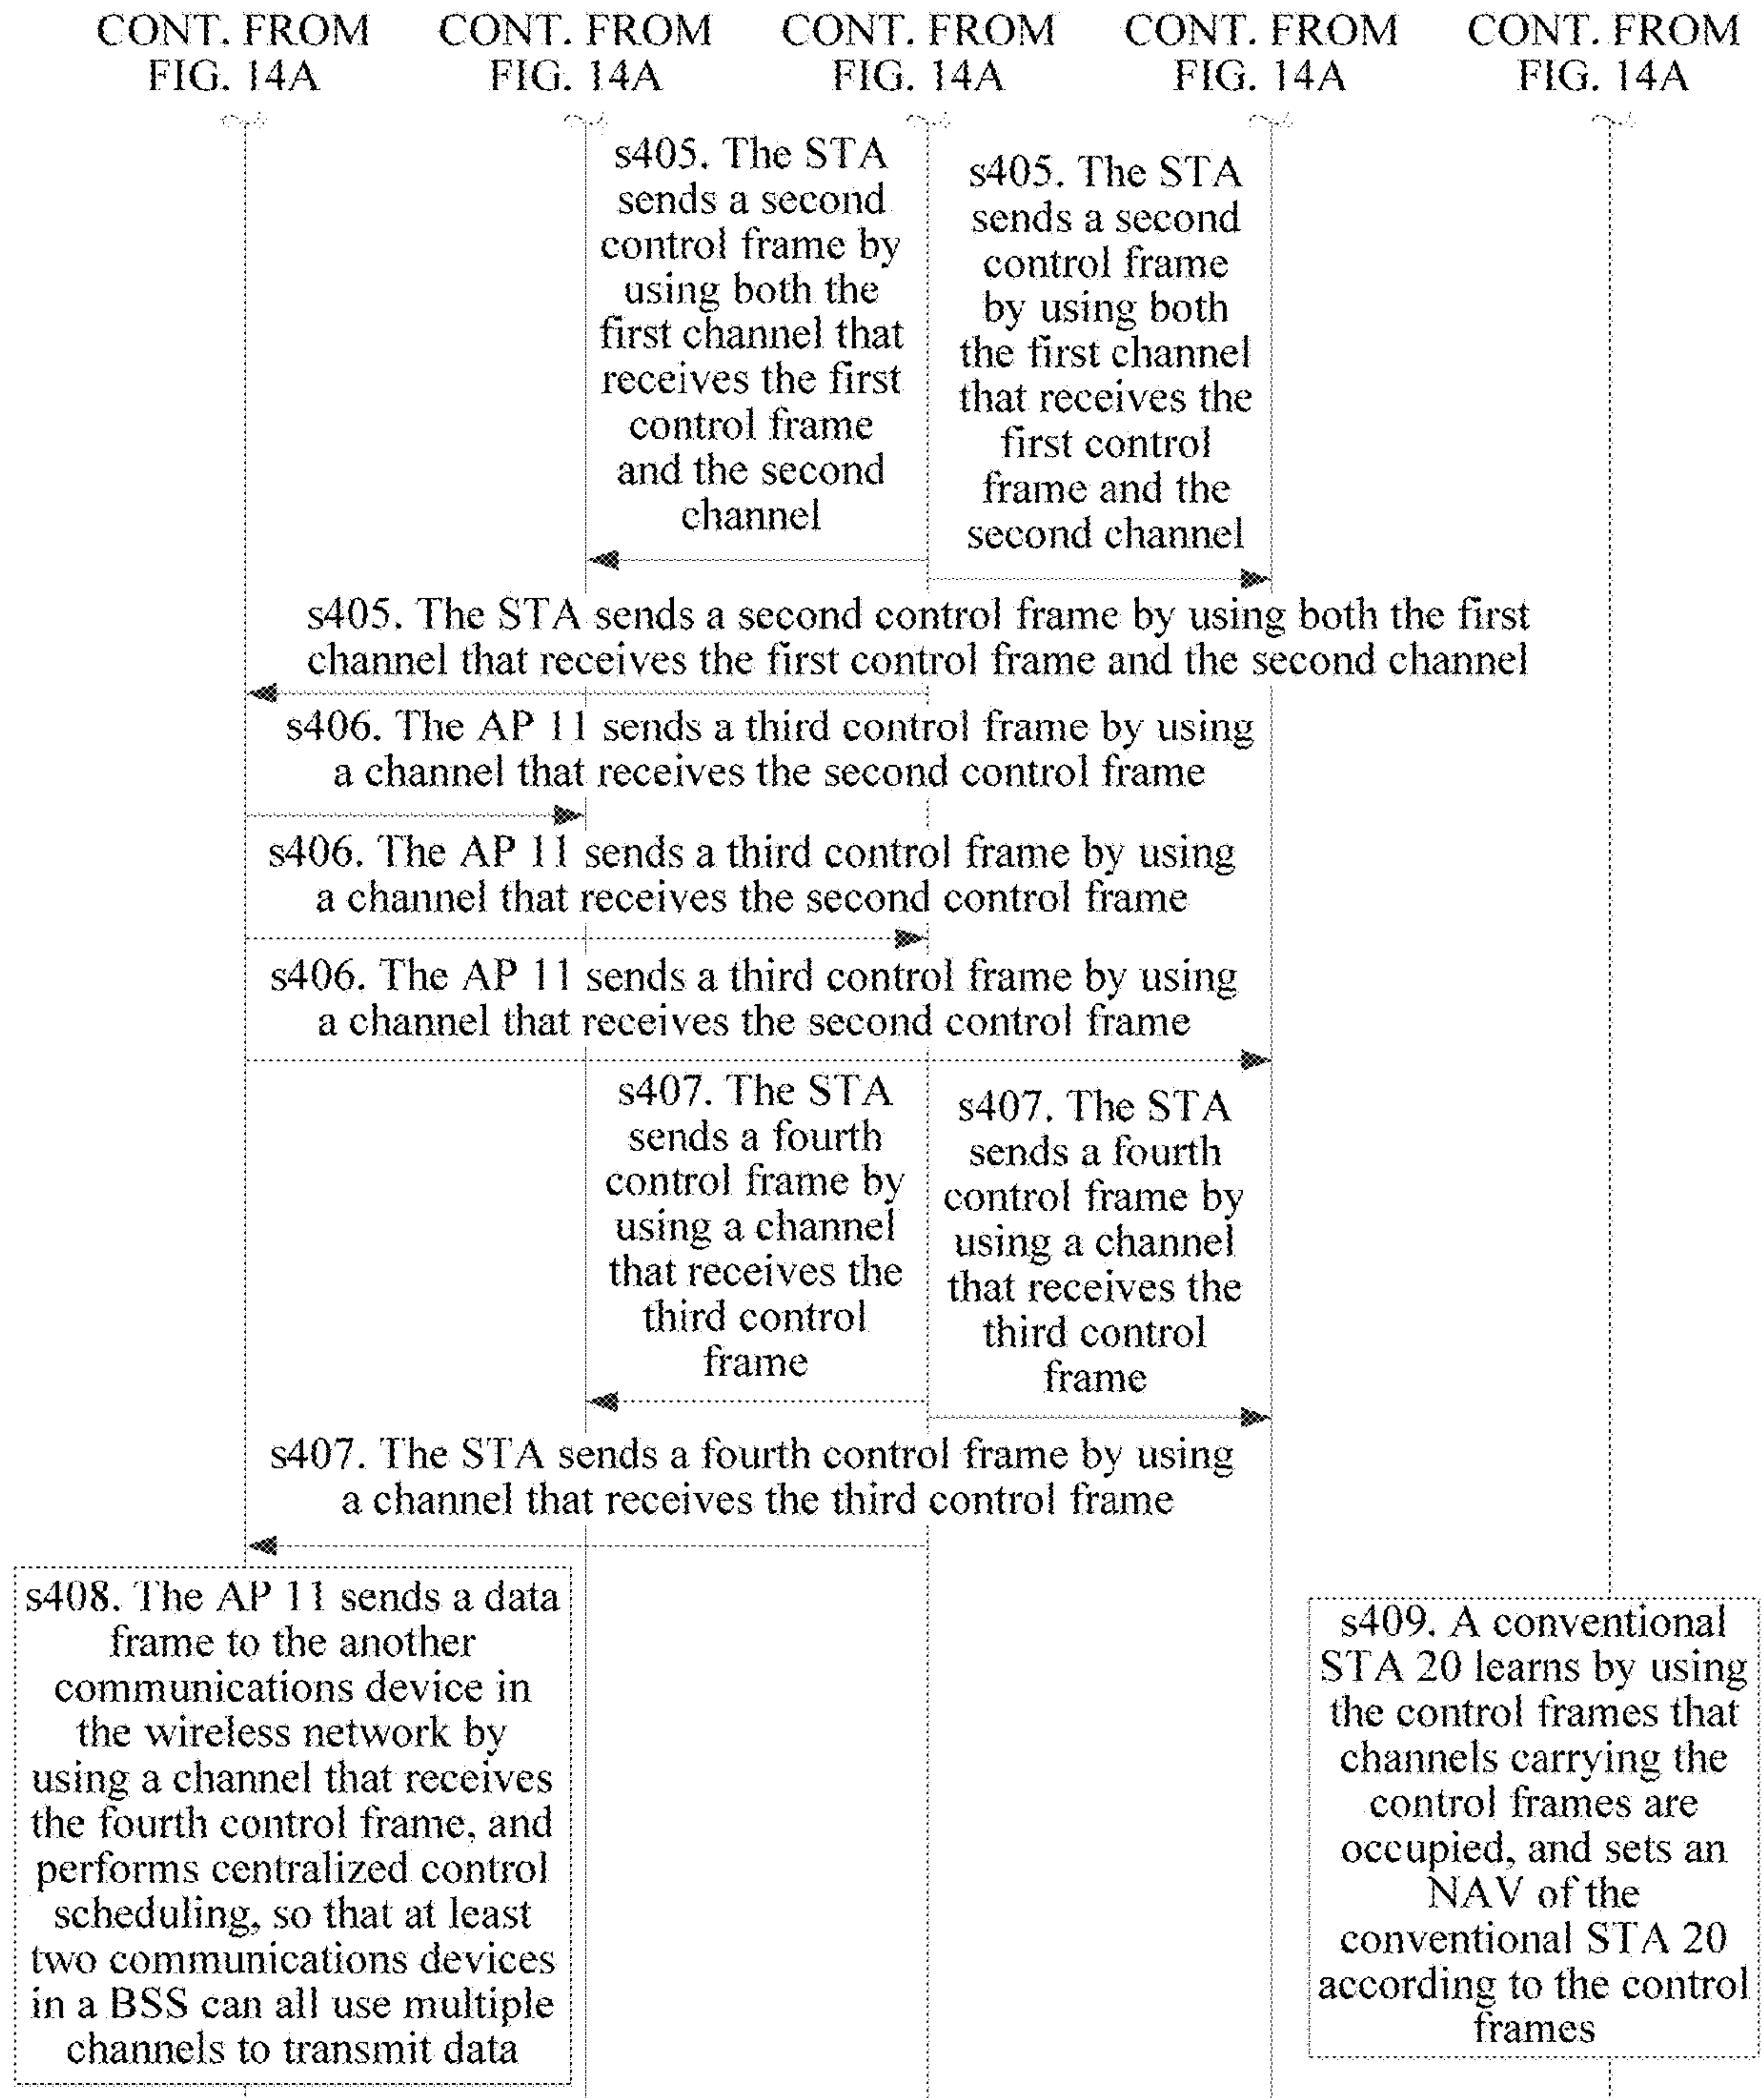 CONT. FROM
FIG. 14A
CONT. FROM
FIG. 14A
CONT. FROM
FIG. 14A
CONT. FROM
FIG. 14A
CONT. FROM
FIG. 14A
s405. The STA
sends a second
control frame by
using both the
first channel that
receives the first
control frame
and the second
channel
s405. The STA
sends a second
control frame
by using both
the first channel
that receives the
first control
frame and the
second channel
s405. The STA sends a second control frame by using both the first
channel that receives the first control frame and the second channel
s406. The AP 11 sends a third control frame by using
a channel that receives the second control frame
s406. The AP 11 sends a third control frame by using
a channel that receives the second control frame
s406. The AP 11 sends a third control frame by using
a channel that receives the second control frame
s407. The STA
sends a fourth
control frame by
using a channel
that receives the
third control
frame
s407. The STA
sends a fourth
control frame by
using a channel
that receives the
third control
frame
s407. The STA sends a fourth control frame by using
a channel that receives the third control frame
s408. The AP 11 sends a data
frame to the another
communications device in
the wireless network by
using a channel that receives
the fourth control frame, and
performs centralized control
scheduling, so that at least
two communications devices
in a BSS can all use multiple
channels to transmit data
s409. A conventional
STA 20 learns by using
the control frames that
channels carrying the
control frames are
occupied, and sets an
NAV of the
conventional STA 20
according to the control
frames